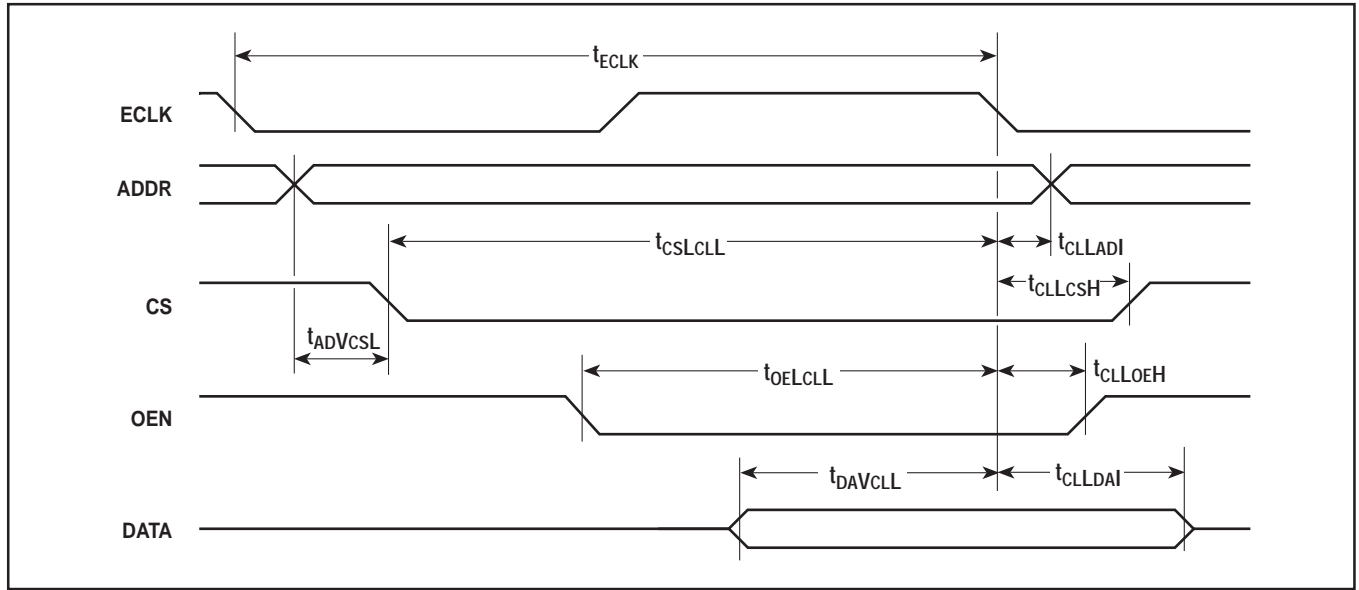 tECLK
ECLK
ADDR
tCSLCLL
tCLLADI
tCLLCSH
CS
tADVCSL
tOELCLL
tCLLOEH
OEN
tDAVCLL
tCLLDAI
DATA